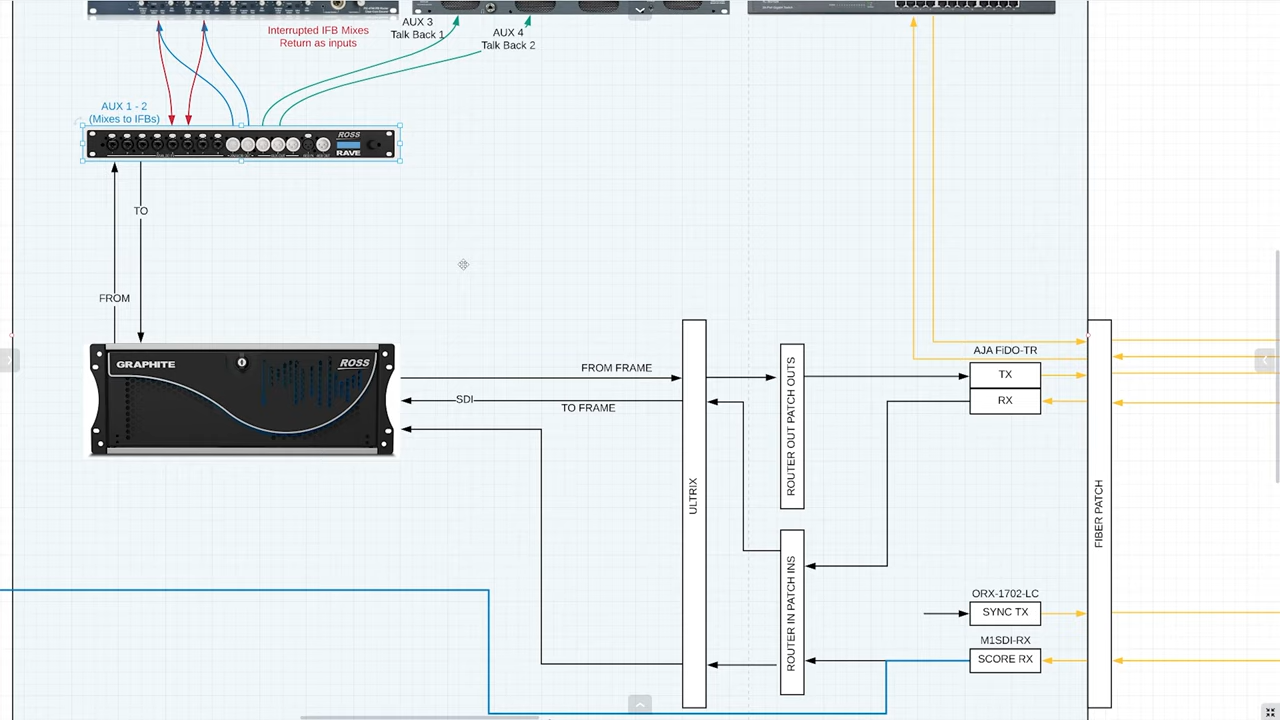 Interrupted IFB Mixes
Return as inputs
AUX 3
Talk Back 1
AUX 4
Talk Back 2
AUX 1 - 2
(Mixes to IFBs)
ROSS
RAVE
TO
FROM
GRAPHITE
ROSS
FROM FRAME
SDI
TO FRAME
ULTRIX
ROUTER OUT PATCH OUTS
ROUTER IN PATCH INS
AJA FiDO-TR
TX
RX
FIBER PATCH
ORX-1702-LC
SYNC TX
M1SDI-RX
SCORE RX